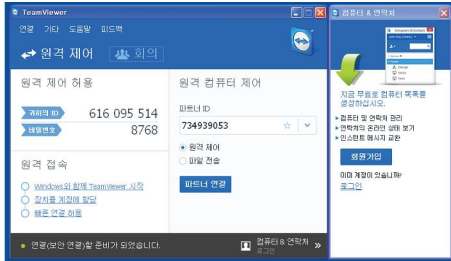 TeamViewer
연결 기타 도움말 피드백
원격 제어 회의
원격 제어 허용
귀하의 ID 616 095 514
비밀번호 8768
원격 접속
Windows와 함께 TeamViewer 시작
장치를 계정에 할당
빠른 연결 허용
원격 컴퓨터 제어
파트너 ID
734939053
원격 제어
파일 전송
파트너 연결
연결(보안 연결)할 준비가 되었습니다.
컴퓨터 & 연락처 »
로그인
컴퓨터 & 연락처
지금 무료로 컴퓨터 목록을
생성하십시오.
컴퓨터 및 연락처 관리
연락처의 온라인 상태 보기
인스턴트 메시지 교환
회원가입
이미 계정이 있습니까?
로그인